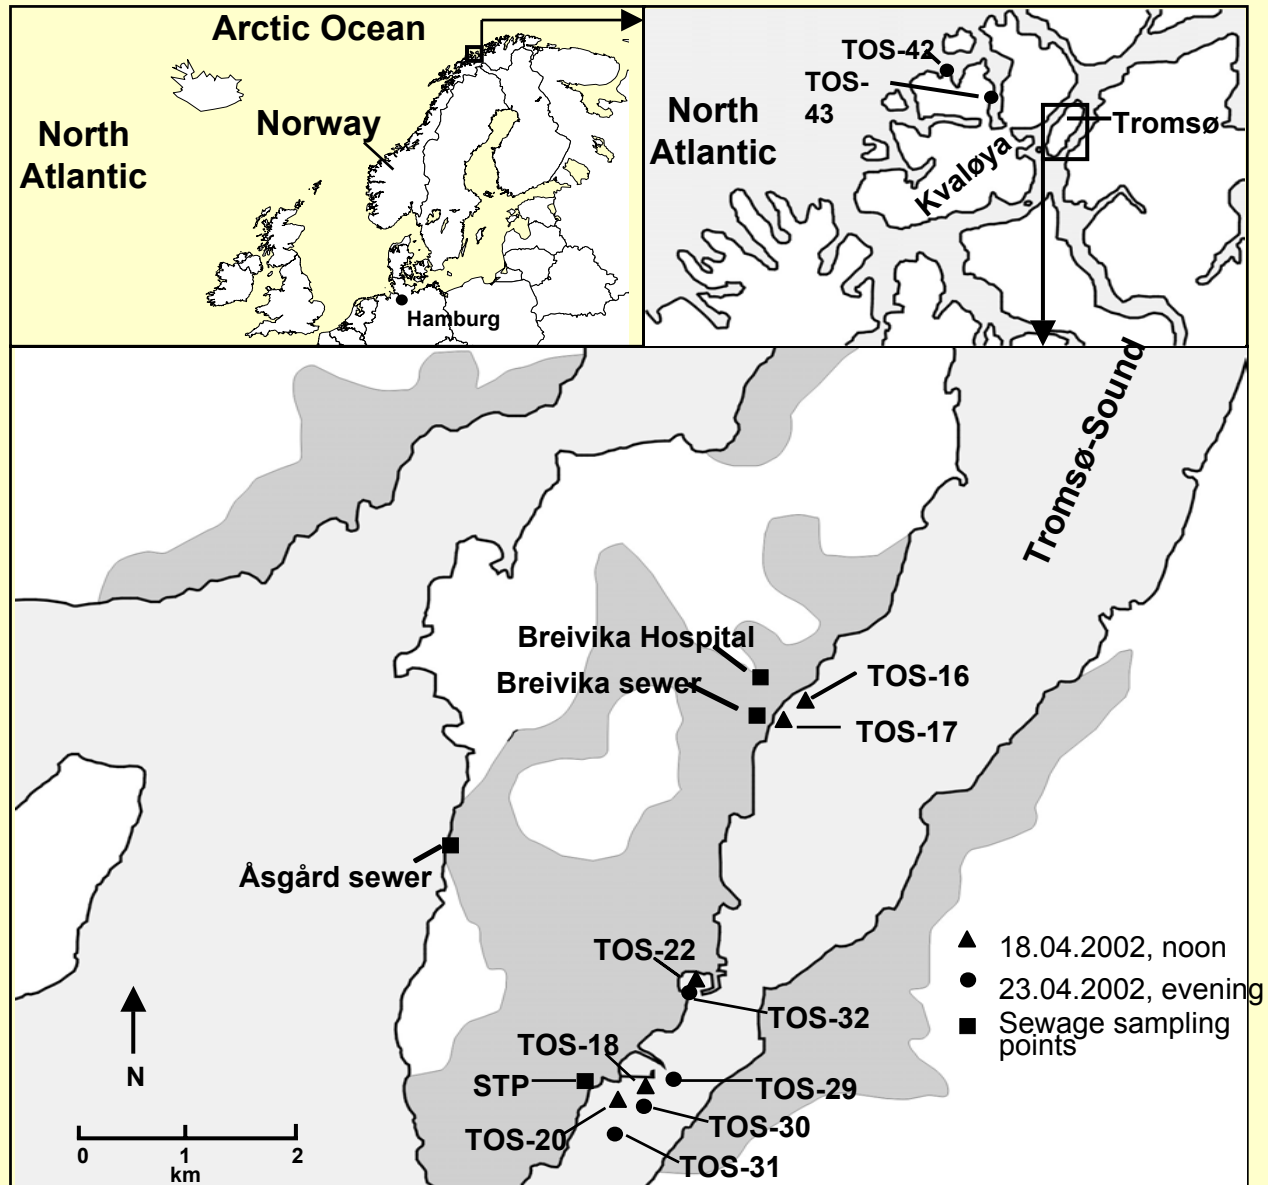 Arctic Ocean
North
Atlantic
Norway
Hamburg
TOS-42
TOS-
43
North
Atlantic
Tromsø
Kvaløya
Tromsø-Sound
Breivika Hospital
Breivika sewer
TOS-16
TOS-17
Åsgård sewer
TOS-22
TOS-32
TOS-18
STP
TOS-29
TOS-20
TOS-30
TOS-31
18.04.2002, noon
23.04.2002, evening
Sewage sampling
points
N
0 1 2
km